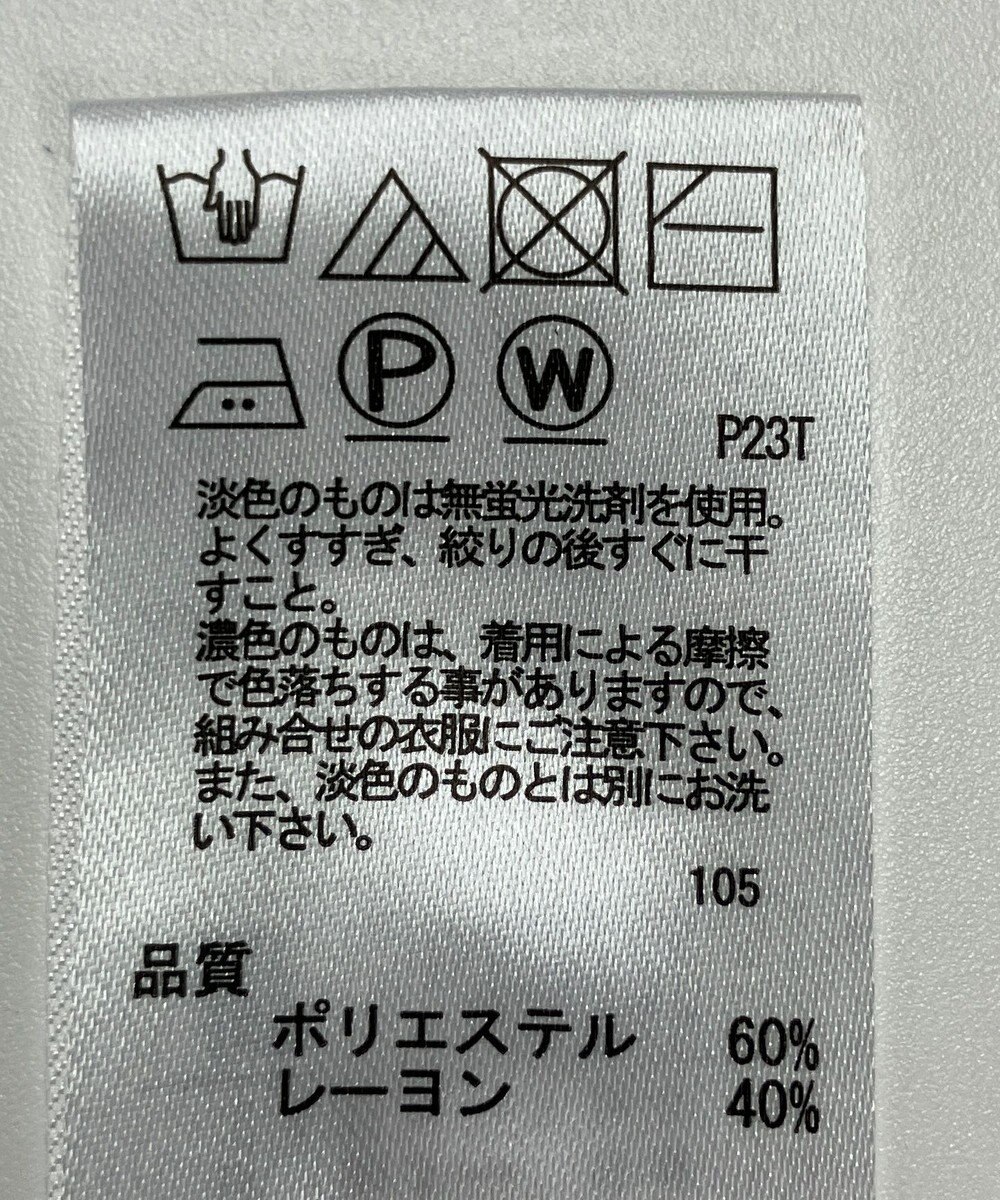 P
W
P23T
淡色のものは無蛍光洗剤を使用。
よくすすぎ、絞りの後すぐに干
すこと。
濃色のものは、着用による摩擦
で色落ちする事がありますので、
組み合せの衣服にご注意下さい。
また、淡色のものとは別にお洗
い下さい。
105
品質
ポリエステル 60%
レーヨン 40%